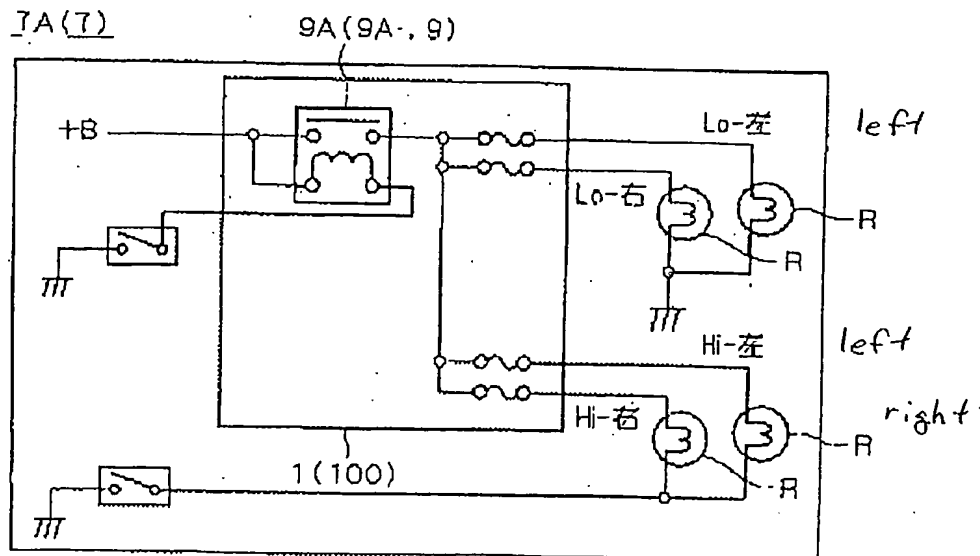 7A(7)
9A(9A-, 9)
+B
Lo-左 left
Lo-右
R
R
Hi-左 left
Hi-右 right
R
R
1(100)